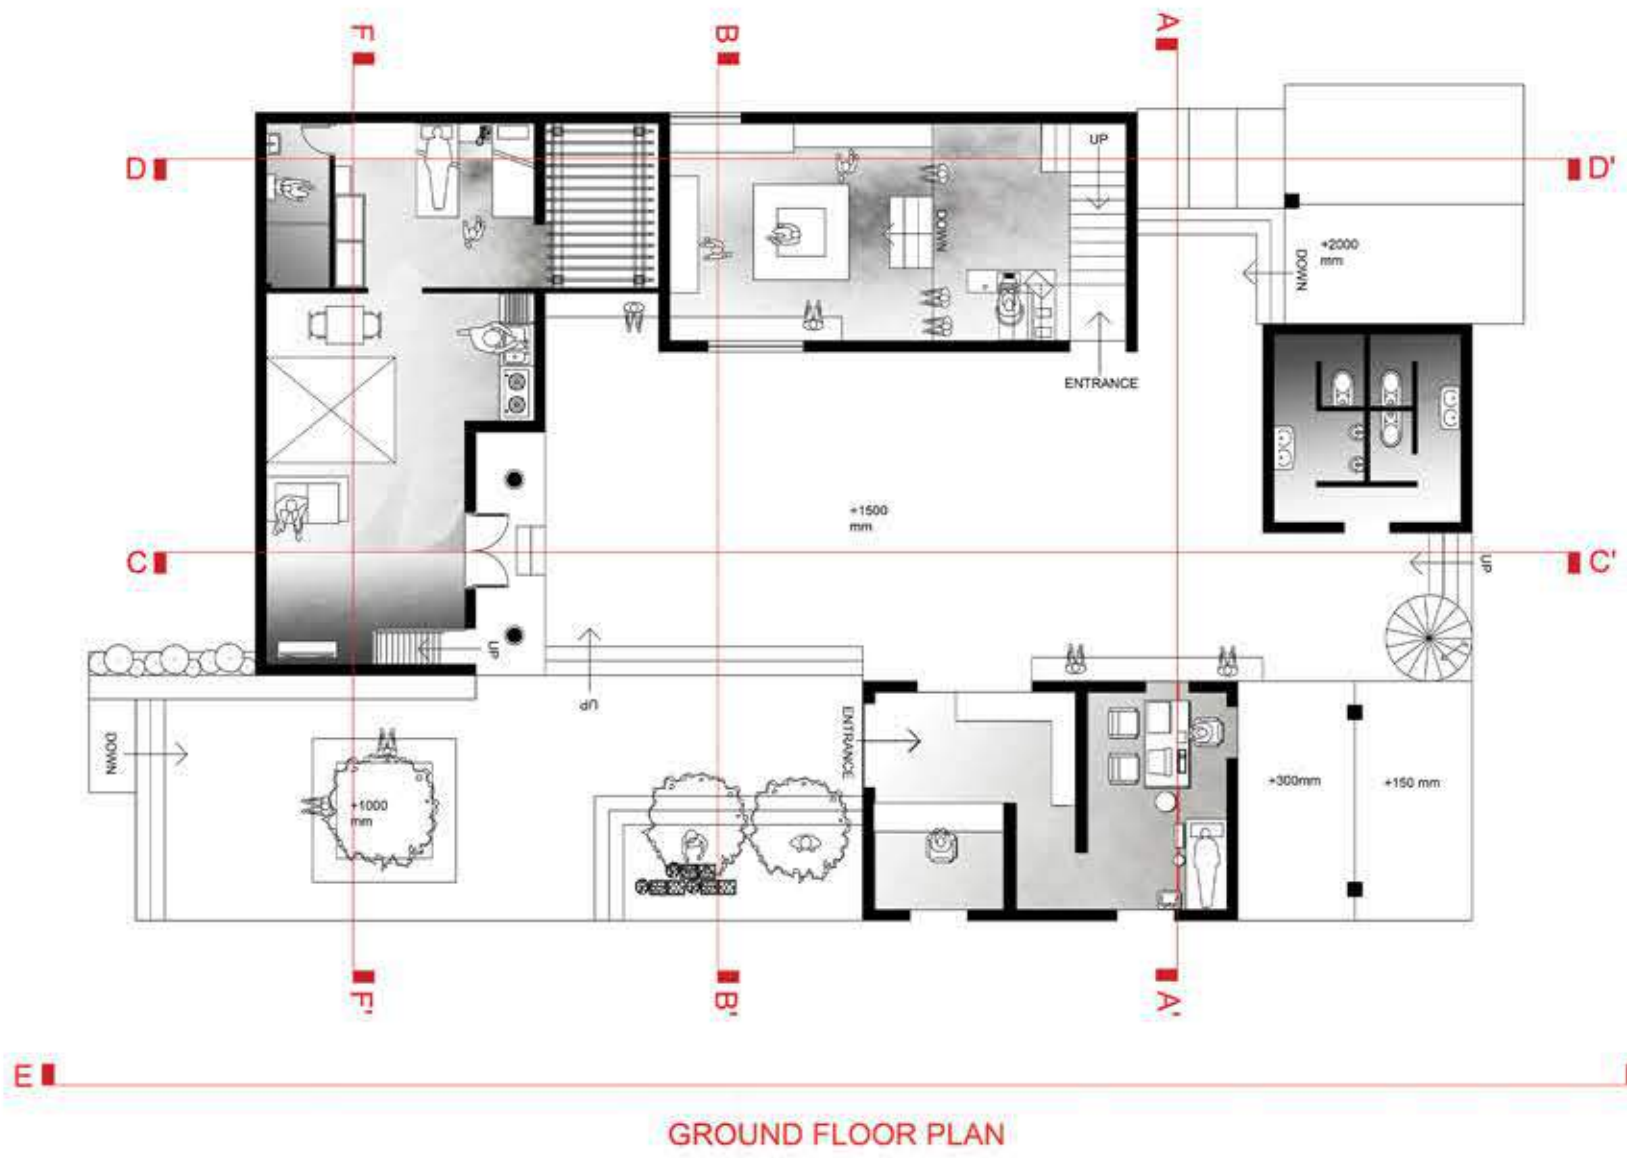 F
B
A
D
D'
UP
DOWN
+2000
mm
DOWN
ENTRANCE
+1500
mm
C
C'
UP
UP
UP
DOWN
ENTRANCE
+1000
mm
+300mm
+150 mm
F'
B'
A'
E
GROUND FLOOR PLAN